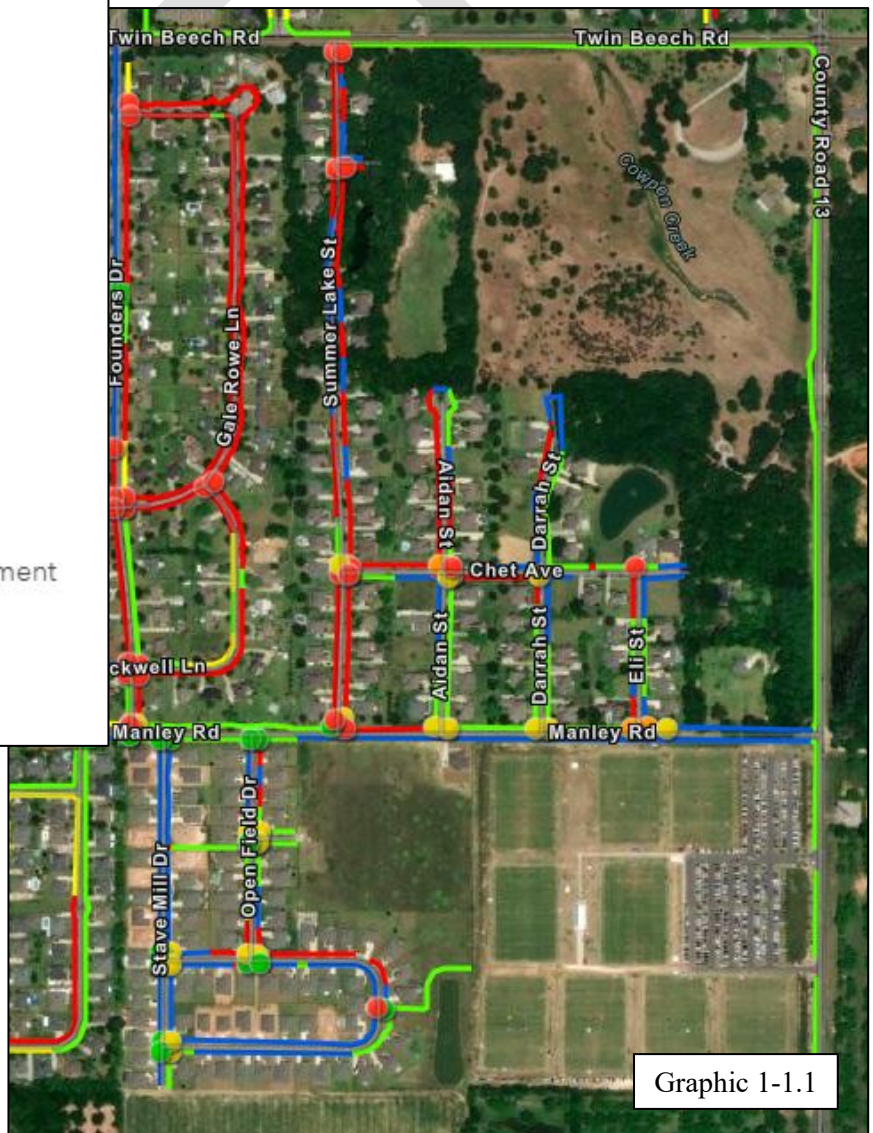 Twin Beech Rd
Twin Beech Rd
County Road 13
Cowpen Creek
Founders Dr
Gale Rowe Ln
Summer Lake St
Aidan St
Darrah St
Chet Ave
ment
Aidan St
Darrah St
Eli St
ckwell Ln
Manley Rd
Manley Rd
Stave Mill Dr
Open Field Dr
Graphic 1-1.1